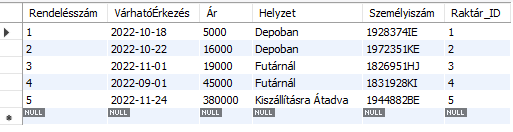 Rendelésszám VárhatóÉrkezés Ár Helyzet Személyiszám Raktár_ID
1 2022-10-18 5000 Depoban 1928374IE 1
2 2022-10-22 16000 Depoban 1972351KE 2
3 2022-11-01 19000 Futárnál 1826951HJ 3
4 2022-09-01 45000 Futárnál 1831928KI 4
5 2022-11-24 380000 Kiszállításra Átadva 1944882BE 5
NULL NULL NULL NULL NULL NULL